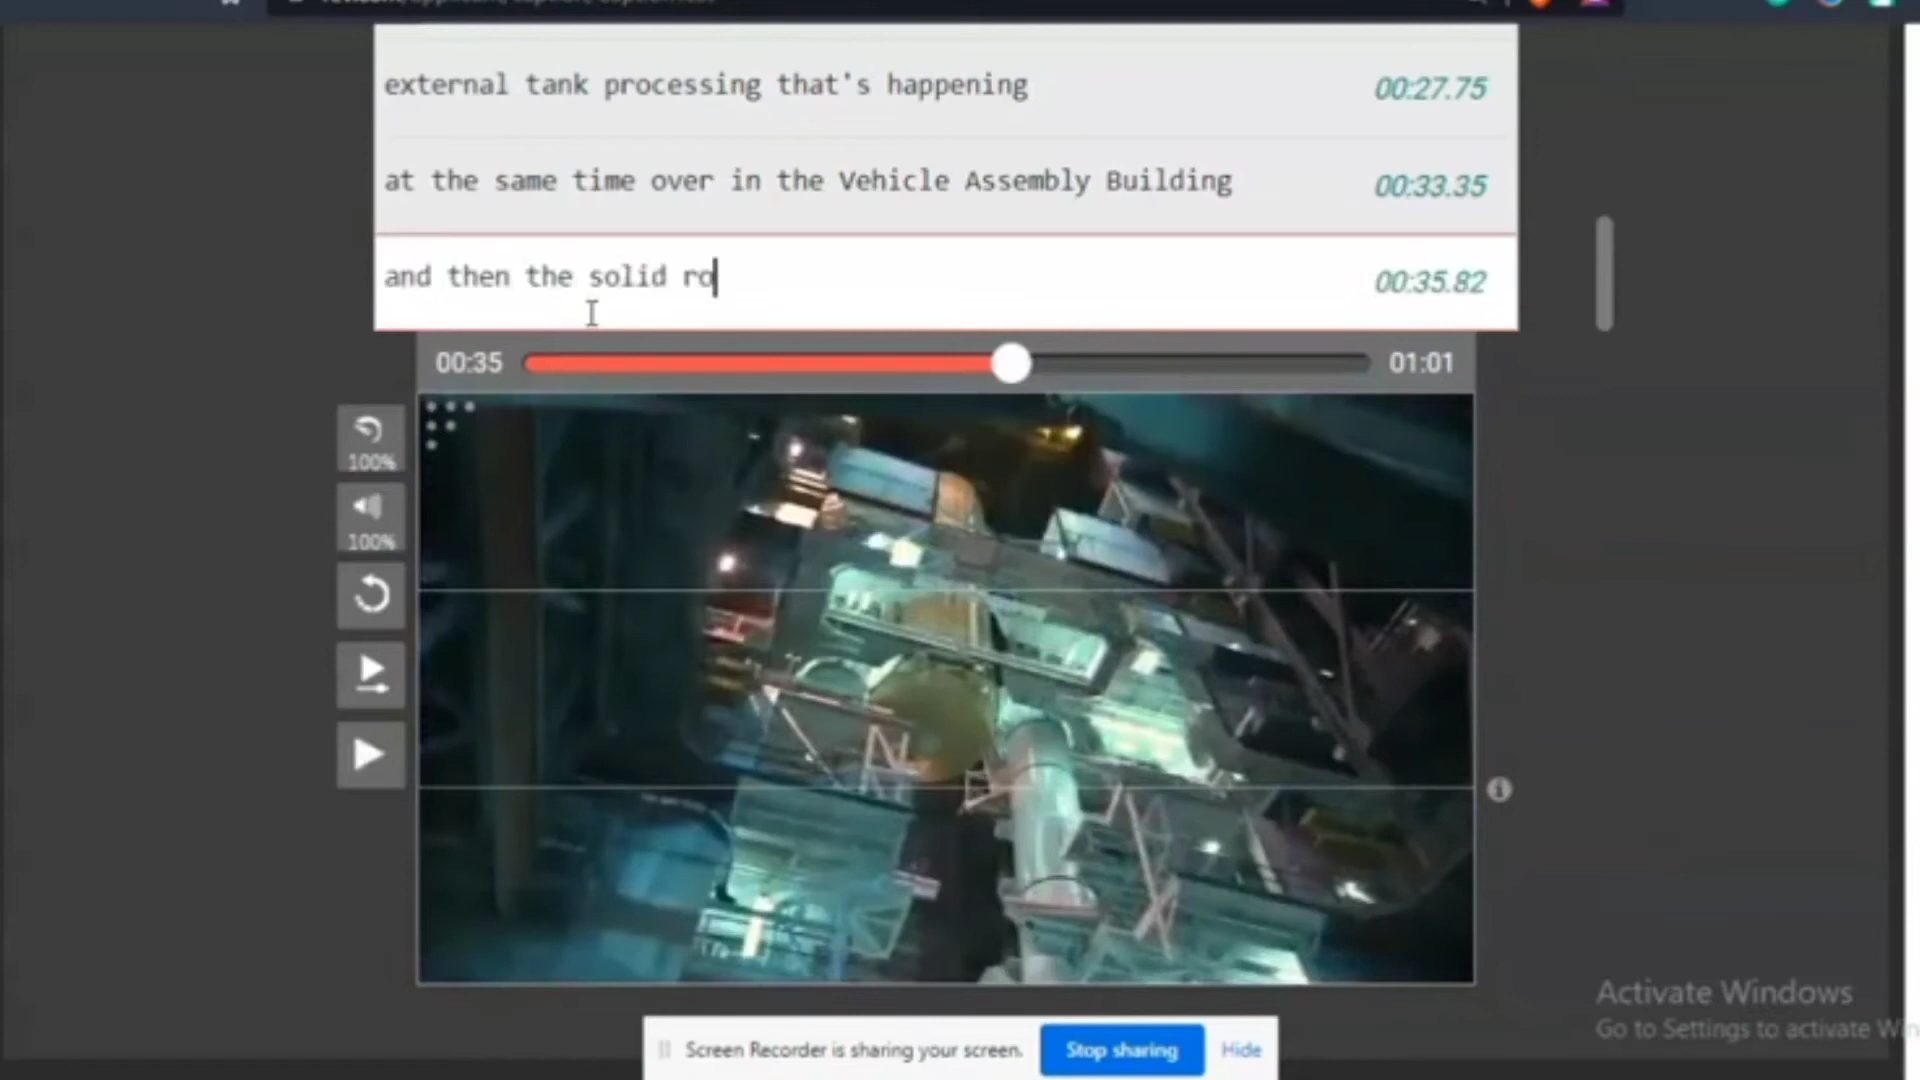 external tank processing that's happening
00:27.75
at the same time over in the Vehicle Assembly Building
00:33.35
and then the solid ro
00:35.82
00:35
01:01
100%
100%
Activate Windows
Go to Settings to activate Win
Screen Recorder is sharing your screen.
Stop sharing
Hide